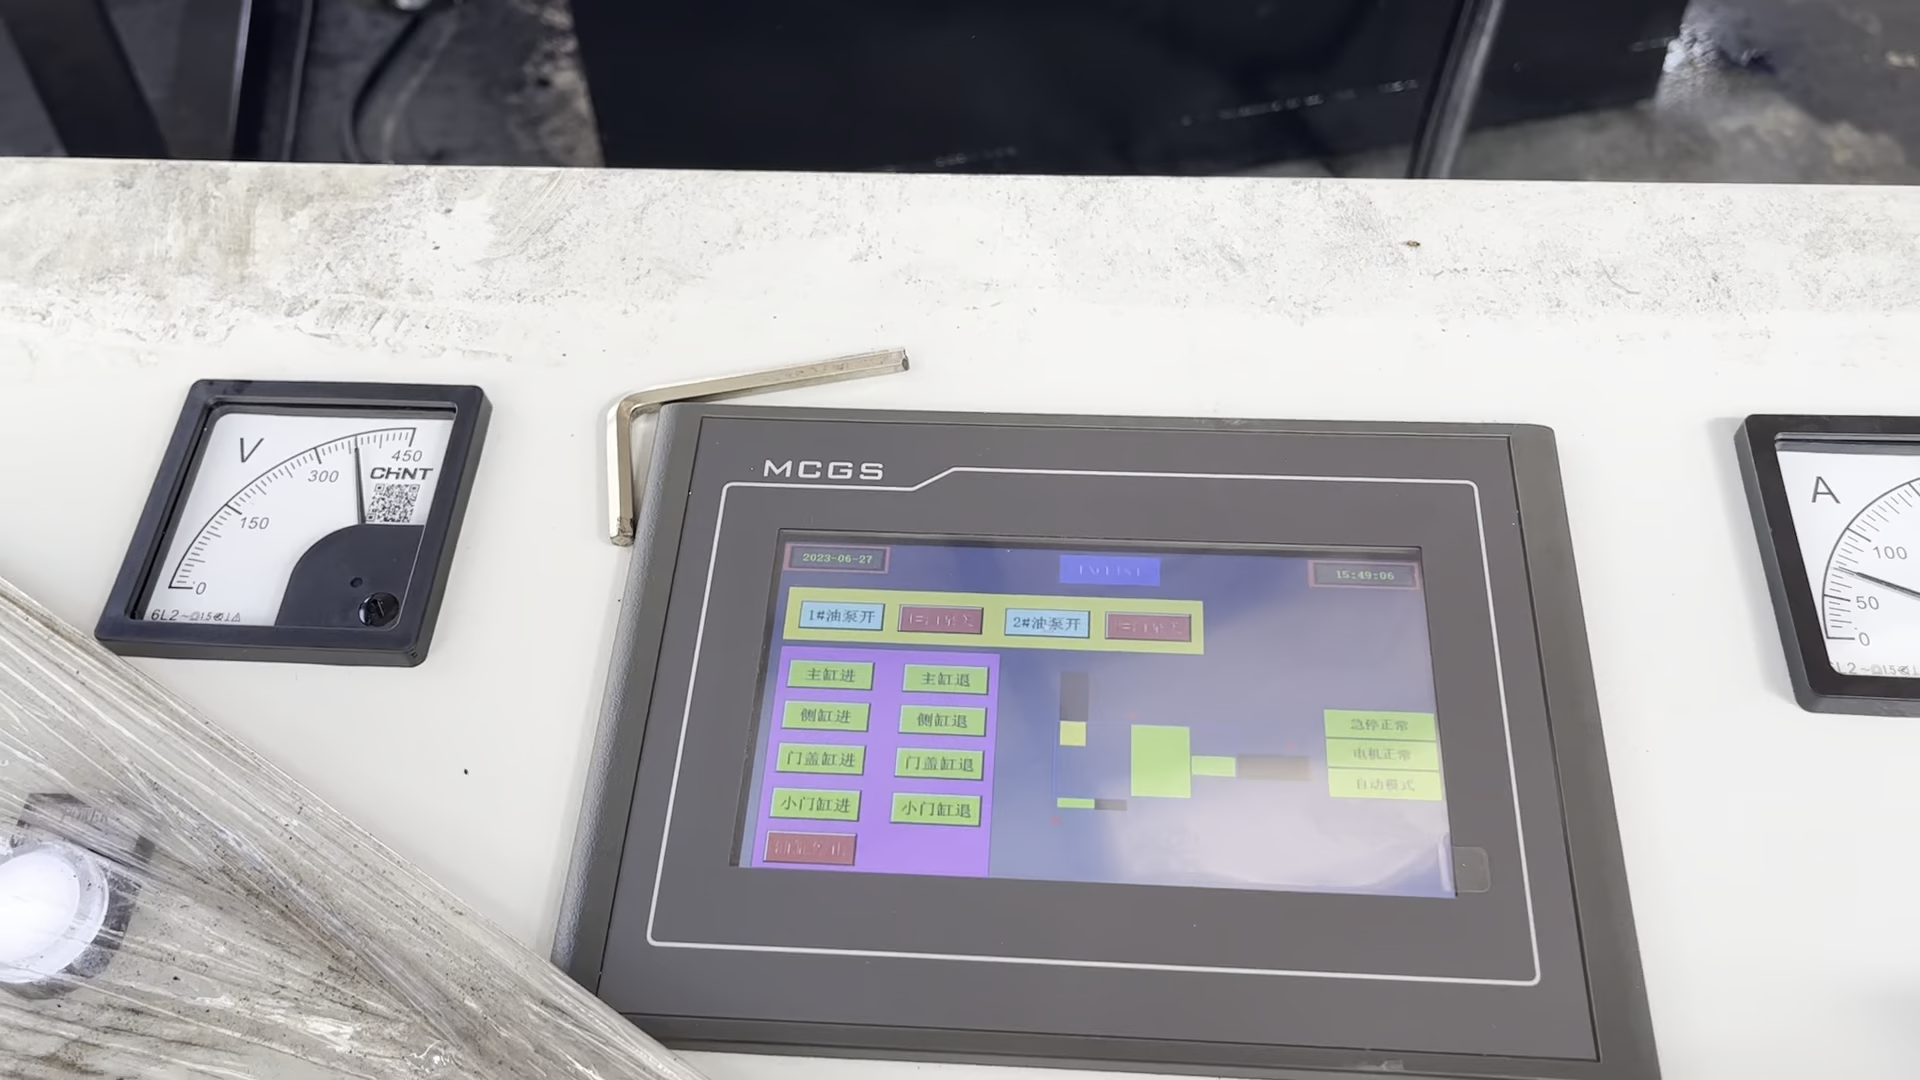 V
450
CHNT
300
150
0
6L2
MCGS
2023-06-27
15:49:06
1#油泵开
2#油泵开
主缸进
主缸退
侧缸进
侧缸退
门盖缸进
门盖缸退
小门缸进
小门缸退
急停正常
电机正常
自动模式
A
100
50
0